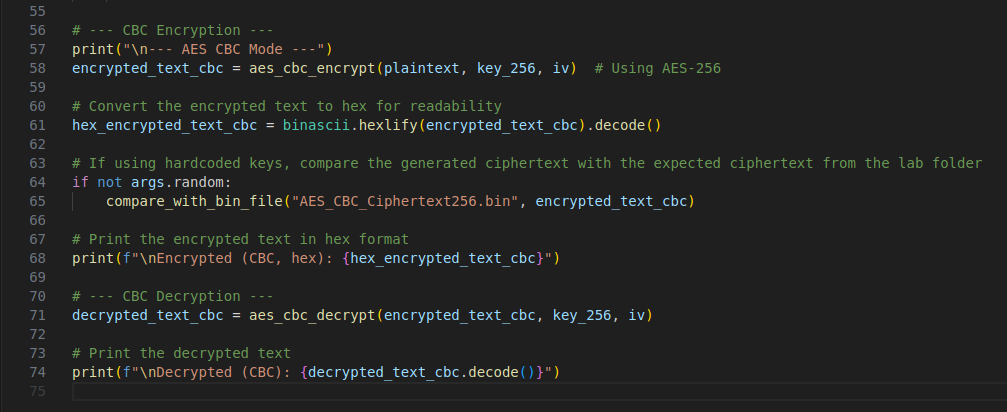 55
56 # --- CBC Encryption ---
57 print("\n--- AES CBC Mode ---")
58 encrypted_text_cbc = aes_cbc_encrypt(plaintext, key_256, iv)  # Using AES-256
59
60 # Convert the encrypted text to hex for readability
61 hex_encrypted_text_cbc = binascii.hexlify(encrypted_text_cbc).decode()
62
63 # If using hardcoded keys, compare the generated ciphertext with the expected ciphertext from the lab folder
64 if not args.random:
65     compare_with_bin_file("AES_CBC_Ciphertext256.bin", encrypted_text_cbc)
66
67 # Print the encrypted text in hex format
68 print(f"\nEncrypted (CBC, hex): {hex_encrypted_text_cbc}")
69
70 # --- CBC Decryption ---
71 decrypted_text_cbc = aes_cbc_decrypt(encrypted_text_cbc, key_256, iv)
72
73 # Print the decrypted text
74 print(f"\nDecrypted (CBC): {decrypted_text_cbc.decode()}")
75